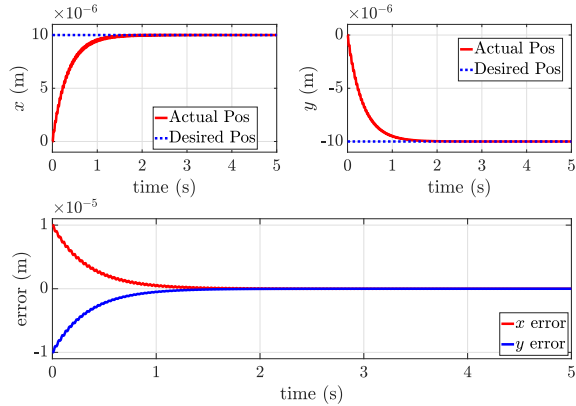 ×10⁻⁶
10
5
0
x (m)
0 1 2 3 4 5
time (s)
Actual Pos
Desired Pos
×10⁻⁶
0
-5
-10
y (m)
0 1 2 3 4 5
time (s)
Actual Pos
Desired Pos
×10⁻⁵
1
0
-1
error (m)
0 1 2 3 4 5
time (s)
x error
y error